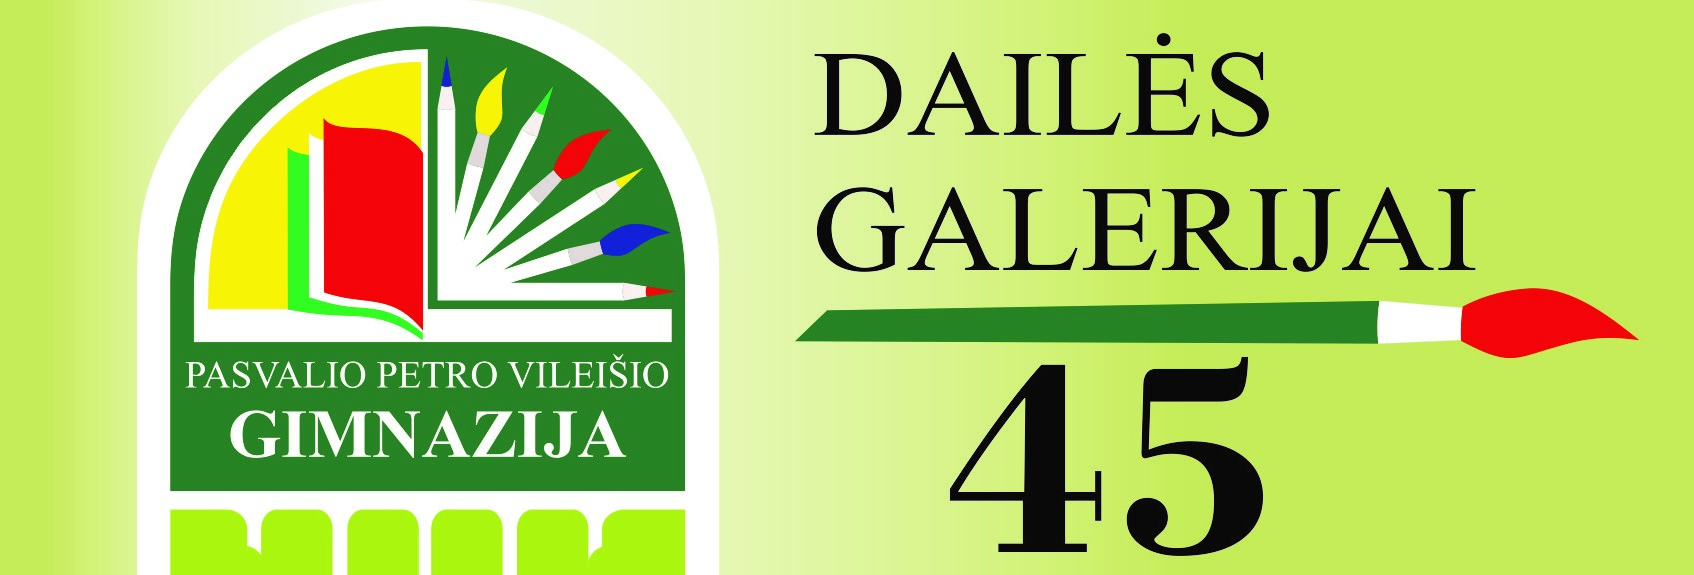 PASVALIO PETRO VILEIŠIO
GIMNAZIJA
DAILĖS
GALERIJAI
45